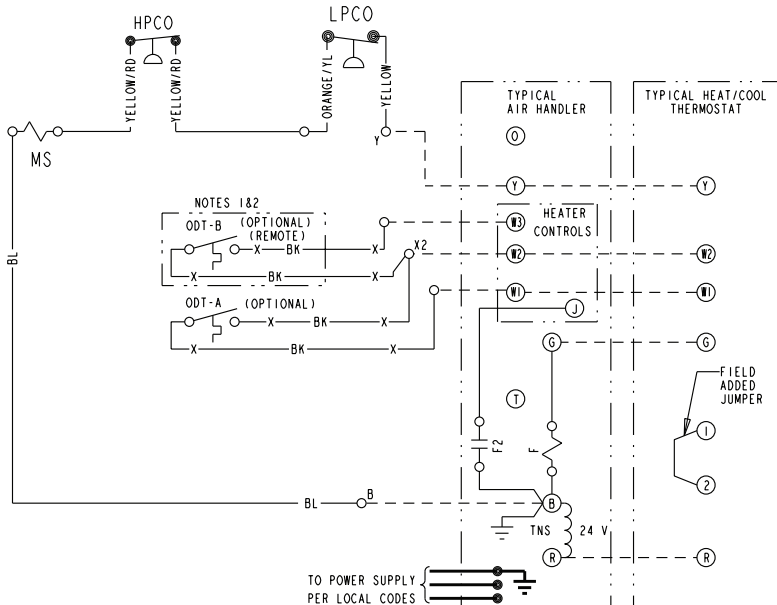 HPCO
LPCO
YELLOW/RD
YELLOW/RD
ORANGE/YL
YELLOW
TYPICAL
AIR HANDLER
TYPICAL HEAT/COOL
THERMOSTAT
MS
Y
O
Y
Y
NOTES 1&2
ODT-B
(OPTIONAL)
(REMOTE)
X
BK
X
X2
X
BK
X
W3
HEATER
CONTROLS
W2
W2
W1
W1
BL
ODT-A
(OPTIONAL)
X
BK
X
X
BK
X
J
G
G
FIELD
ADDED
JUMPER
T
F2
F
1
2
BL
B
B
TNS
24 V
R
R
TO POWER SUPPLY
PER LOCAL CODES